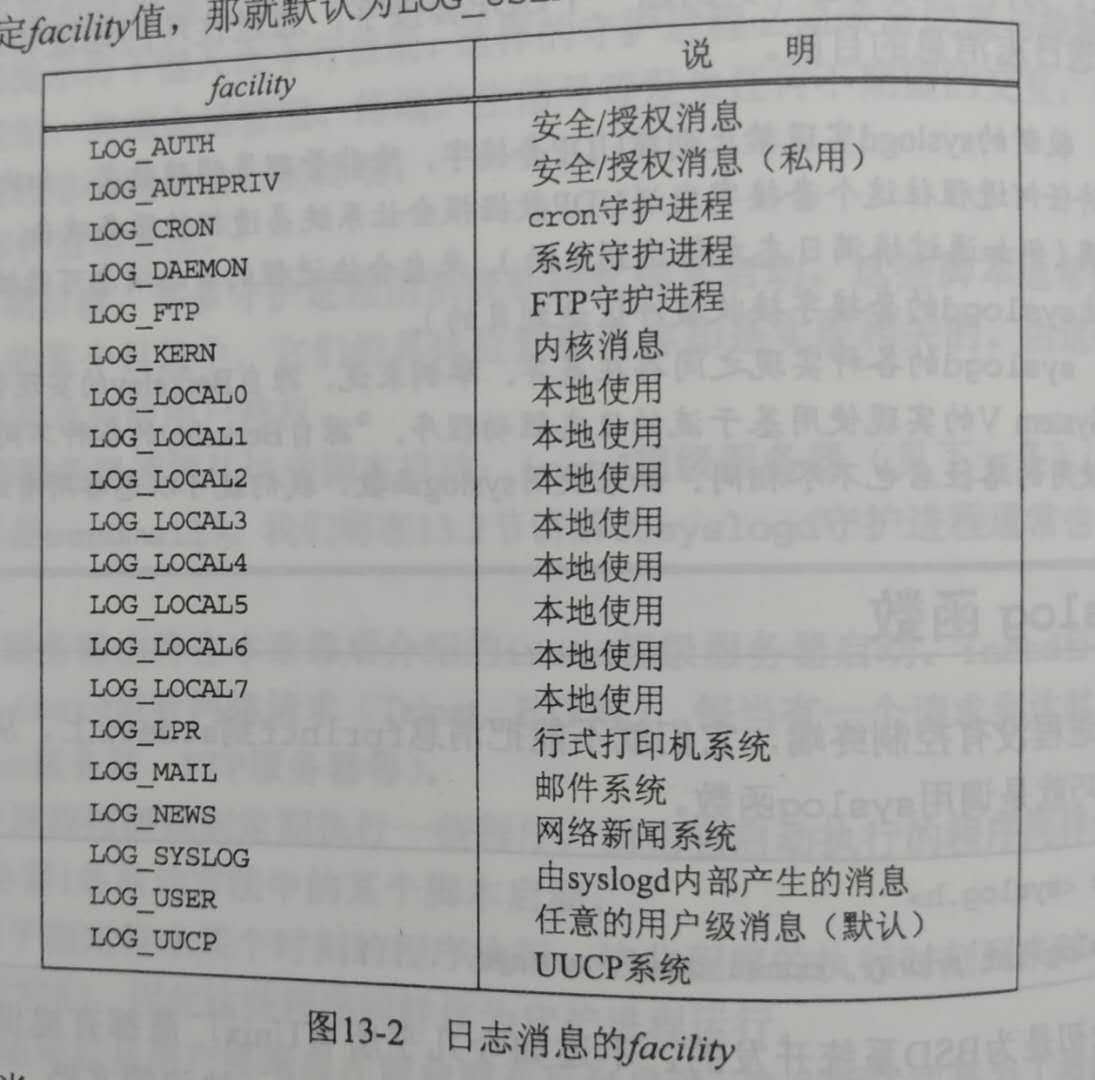 定facility值，那就默认为LOG_USE
facility 说 明
LOG_AUTH 安全/授权消息
LOG_AUTHPRIV 安全/授权消息（私用）
LOG_CRON cron守护进程
LOG_DAEMON 系统守护进程
LOG_FTP FTP守护进程
LOG_KERN 内核消息
LOG_LOCAL0 本地使用
LOG_LOCAL1 本地使用
LOG_LOCAL2 本地使用
LOG_LOCAL3 本地使用
LOG_LOCAL4 本地使用
LOG_LOCAL5 本地使用
LOG_LOCAL6 本地使用
LOG_LOCAL7 本地使用
LOG_LPR 行式打印机系统
LOG_MAIL 邮件系统
LOG_NEWS 网络新闻系统
LOG_SYSLOG 由syslogd内部产生的消息
LOG_USER 任意的用户级消息（默认）
LOG_UUCP UUCP系统
图13-2 日志消息的facility